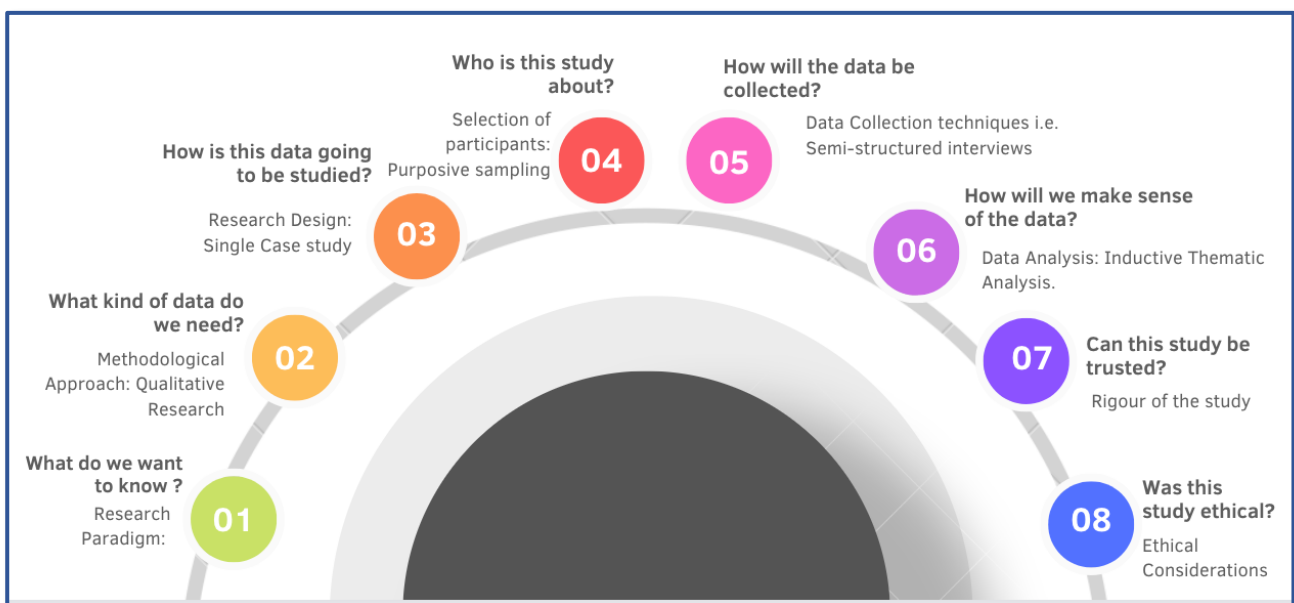 What do we want
to know ?
Research
Paradigm:
01
What kind of data do
we need?
Methodological
Approach: Qualitative
Research
02
How is this data going
to be studied?
Research Design:
Single Case study
03
Who is this study
about?
Selection of
participants:
Purposive sampling
04
How will the data be
collected?
Data Collection techniques i.e.
Semi-structured interviews
05
How will we make sense
of the data?
Data Analysis: Inductive Thematic
Analysis.
06
Can this study be
trusted?
Rigour of the study
07
Was this
study ethical?
Ethical
Considerations
08